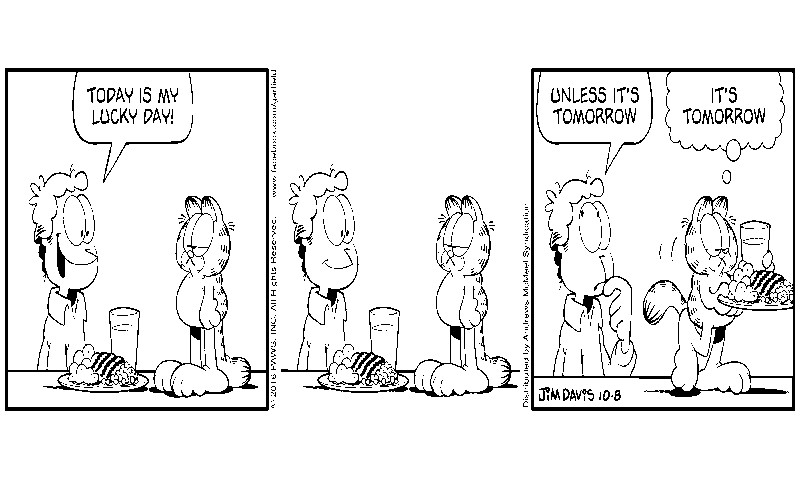 TODAY IS MY
LUCKY DAY!
© 2016 PAWS, INC. All Rights Reserved.
www.facebook.com/garfield
UNLESS IT'S
TOMORROW
IT'S
TOMORROW
Distributed by Andrews McMeel Syndication
JIM DAVIS 10-8